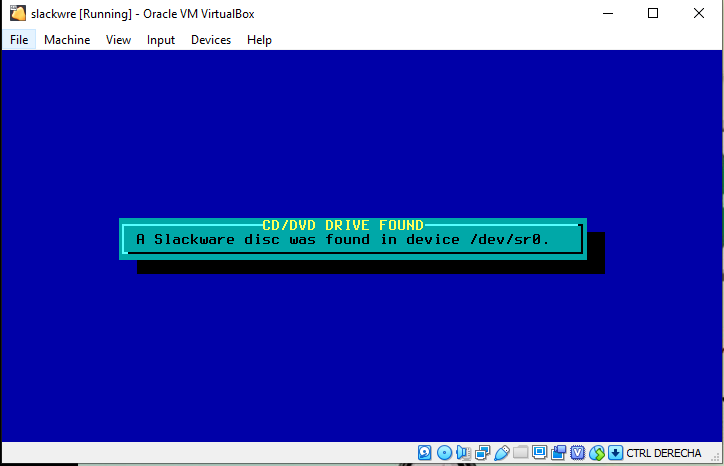 slackwre [Running] - Oracle VM VirtualBox
File Machine View Input Devices Help
CD/DVD DRIVE FOUND
A Slackware disc was found in device /dev/sr0.
CTRL DERECHA